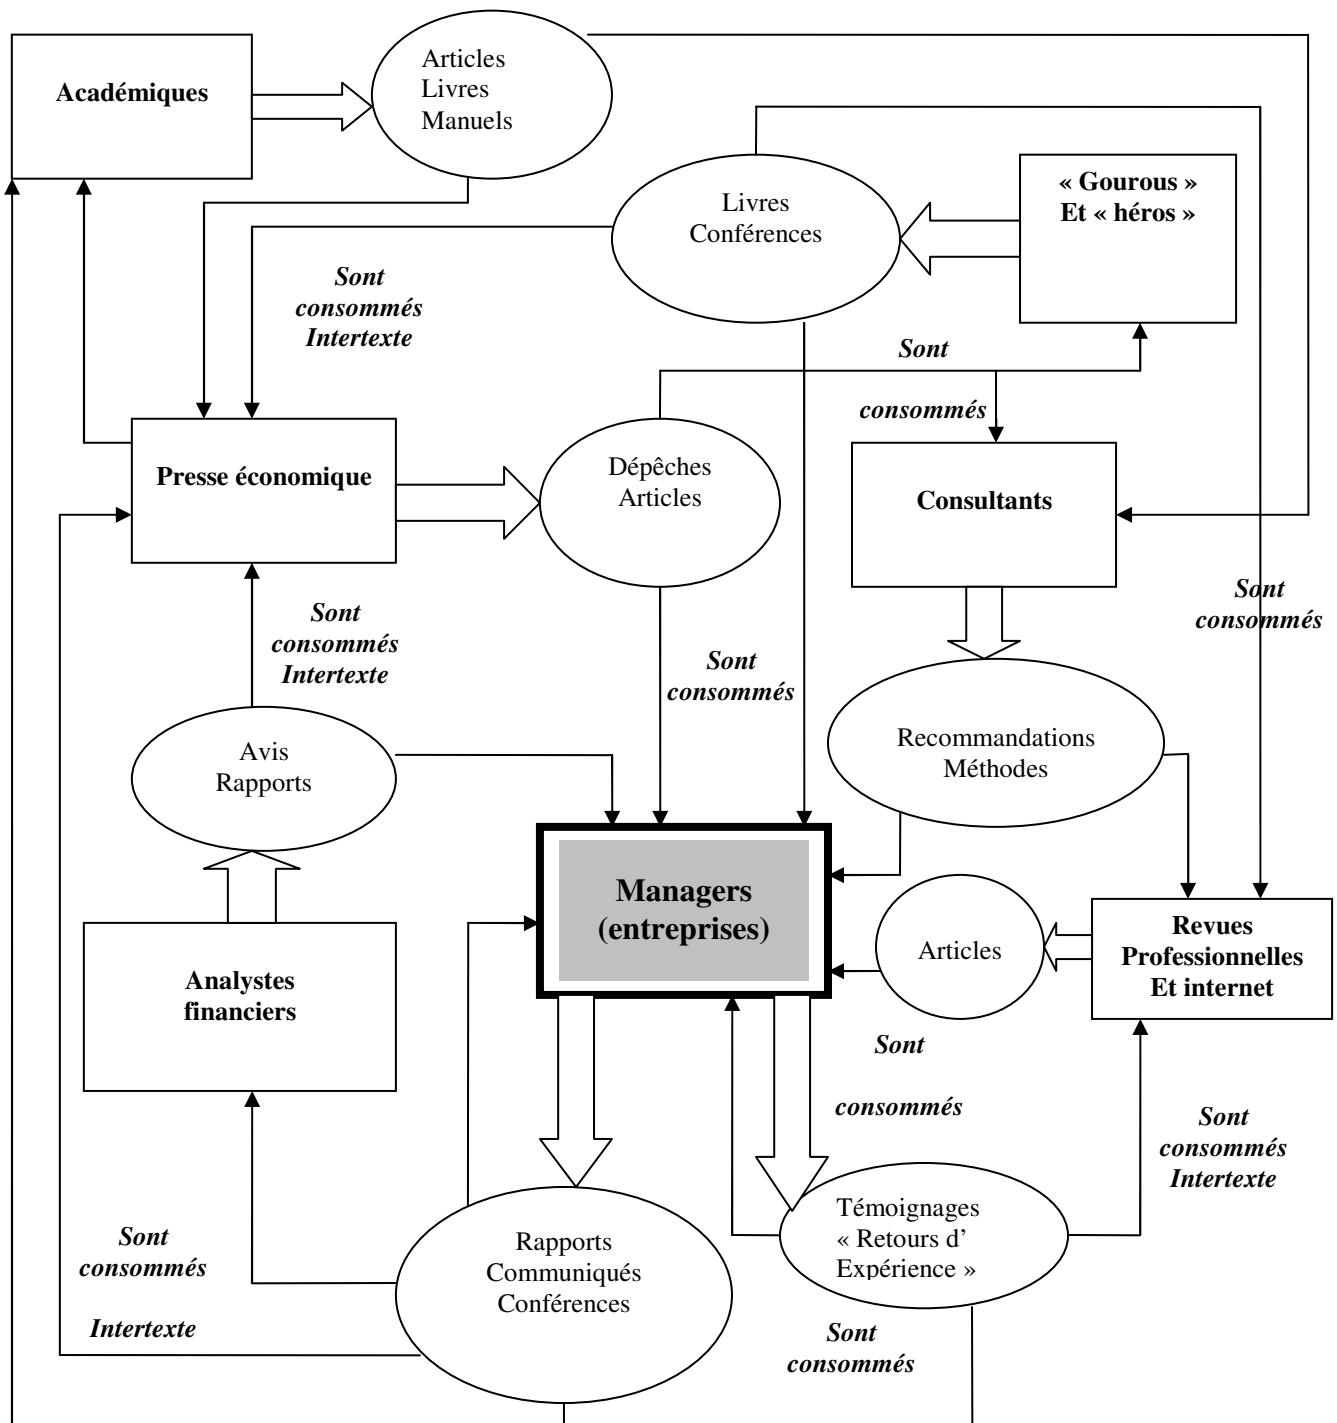 Académiques
Articles
Livres
Manuels
« Gourous »
Et « héros »
Livres
Conférences
Sont
consommés
Intertexte
Sont
consommés
Presse économique
Dépêches
Articles
Consultants
Sont
consommés
Intertexte
Sont
consommés
Sont
consommés
Avis
Rapports
Recommandations
Méthodes
Managers
(entreprises)
Articles
Revues
Professionnelles
Et internet
Analystes
financiers
Sont
consommés
Sont
consommés
Intertexte
Témoignages
« Retours d’
Expérience »
Rapports
Communiqués
Conférences
Sont
consommés
Intertexte
Sont
consommés